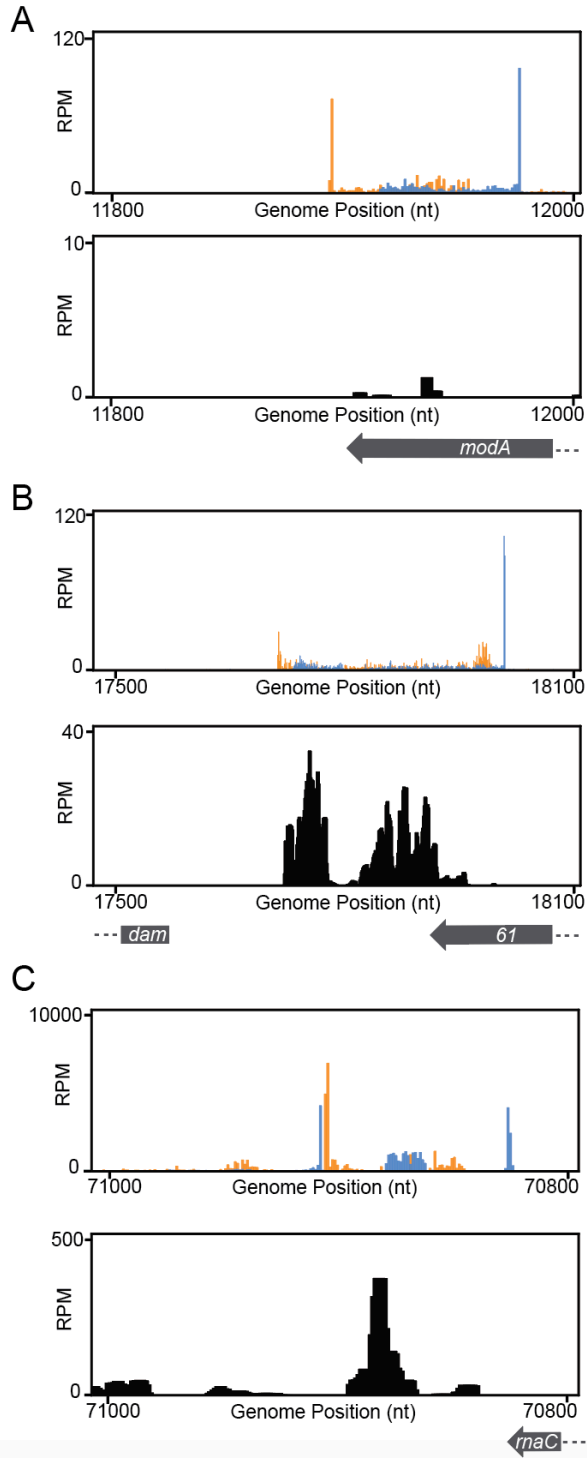 A
120
RPM
0
11800 Genome Position (nt) 12000
10
RPM
0
11800 Genome Position (nt) 12000
modA
B
120
RPM
0
17500 Genome Position (nt) 18100
40
RPM
0
17500 Genome Position (nt) 18100
dam 61
C
10000
RPM
0
71000 Genome Position (nt) 70800
500
RPM
0
71000 Genome Position (nt) 70800
rnaC